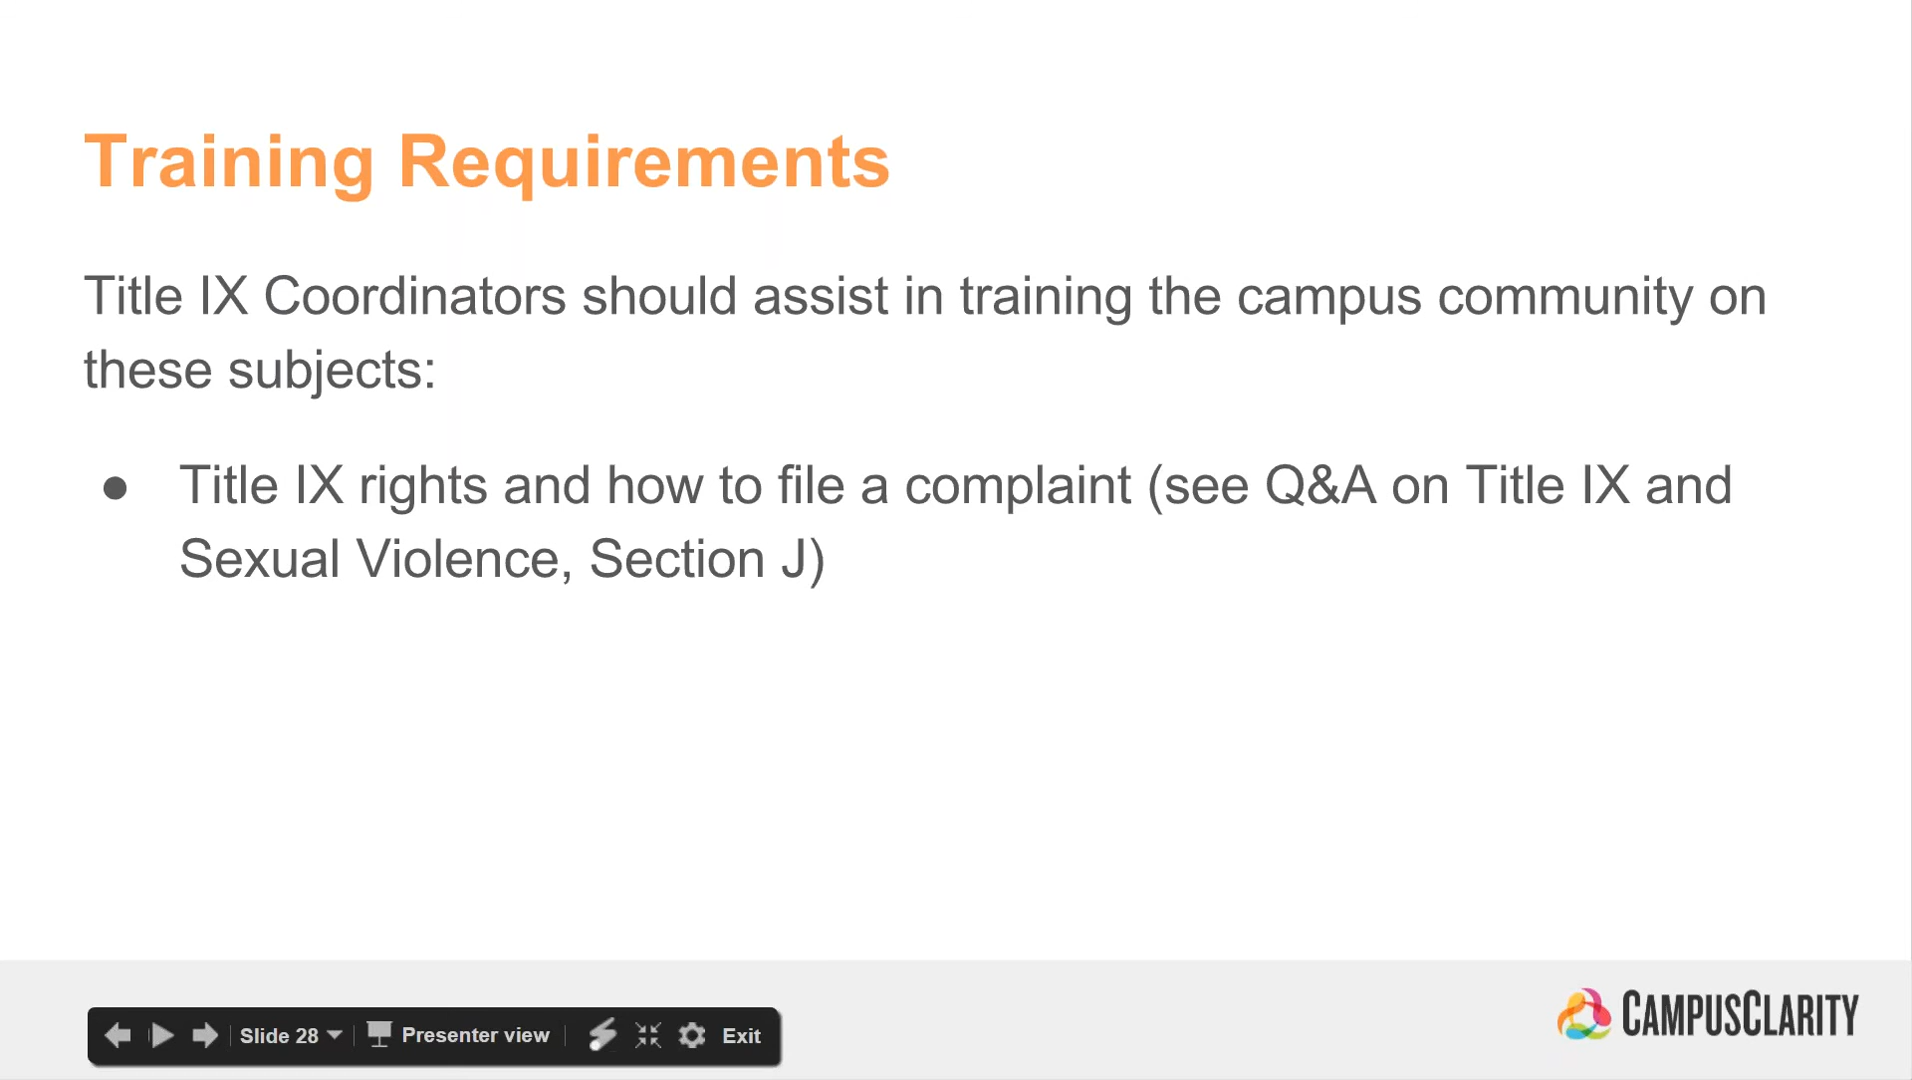 Training Requirements
Title IX Coordinators should assist in training the campus community on
these subjects:
● Title IX rights and how to file a complaint (see Q&A on Title IX and
Sexual Violence, Section J)
Slide 28 Presenter view Exit
CAMPUSCLARITY